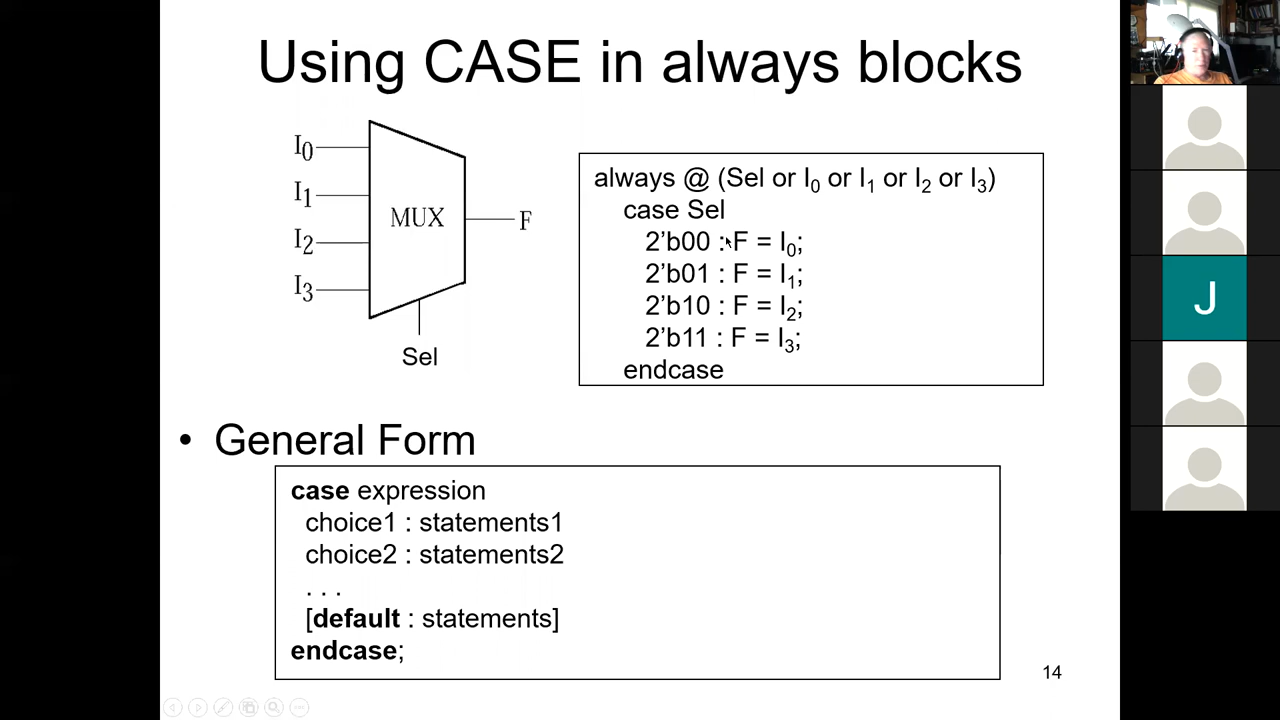 Using CASE in always blocks
I0
I1
I2
I3
MUX
F
Sel
always @ (Sel or I0 or I1 or I2 or I3)
case Sel
2’b00 : F = I0;
2’b01 : F = I1;
2’b10 : F = I2;
2’b11 : F = I3;
endcase
• General Form
case expression
choice1 : statements1
choice2 : statements2
. . .
[default : statements]
endcase;
14
J